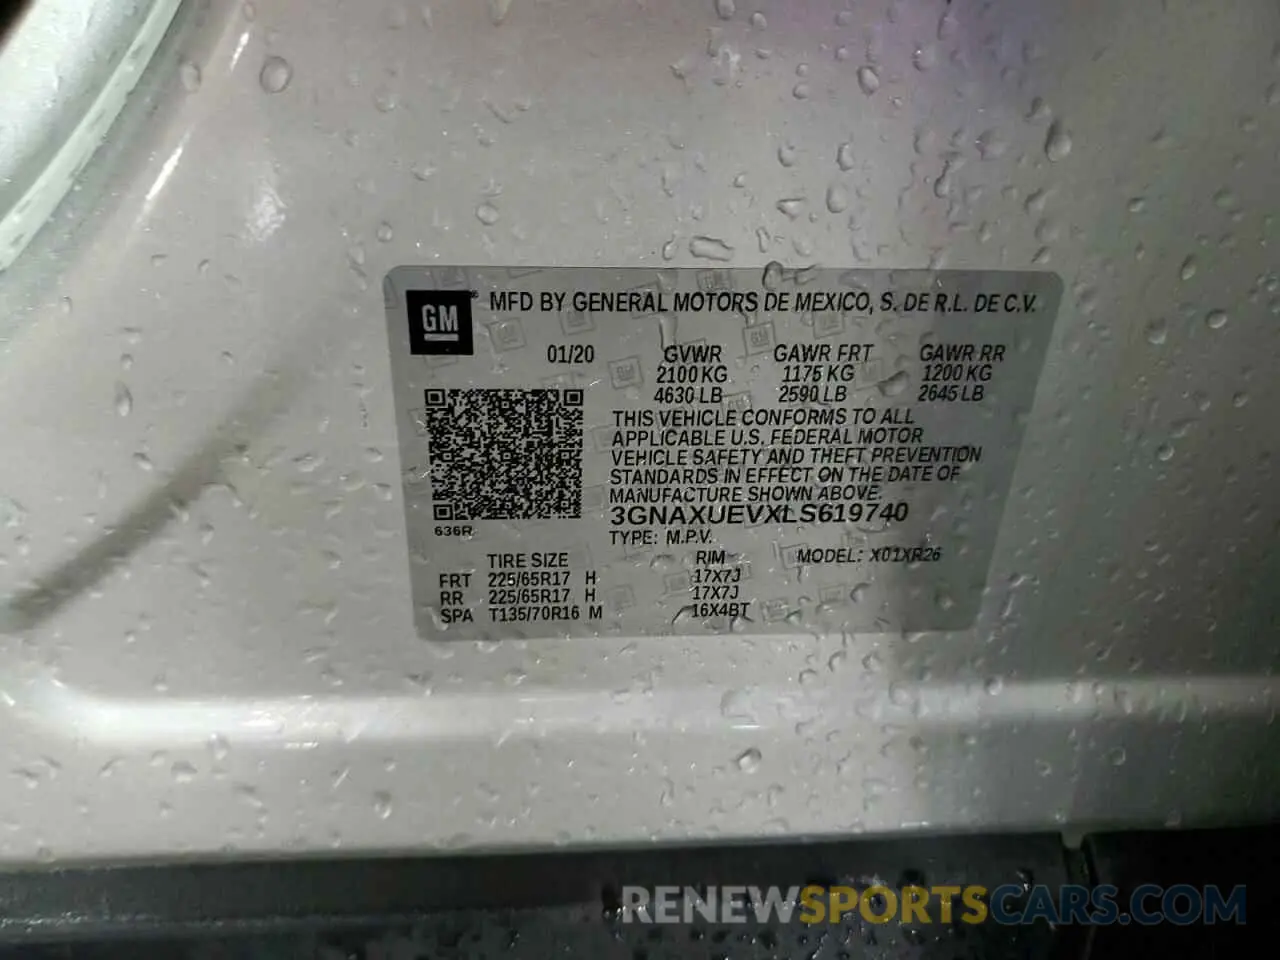 GM® MFD BY GENERAL MOTORS DE MEXICO, S. DE R.L. DE C.V.
01/20 GVWR GAWR FRT GAWR RR
2100 KG 1175 KG 1200 KG
4630 LB 2590 LB 2645 LB
THIS VEHICLE CONFORMS TO ALL
APPLICABLE U.S. FEDERAL MOTOR
VEHICLE SAFETY AND THEFT PREVENTION
STANDARDS IN EFFECT ON THE DATE OF
MANUFACTURE SHOWN ABOVE.
3GNAXUEVXLS619740
636R TYPE: M.P.V.
TIRE SIZE RIM MODEL: X01XR26
FRT 225/65R17 H 17X7J
RR 225/65R17 H 17X7J
SPA T135/70R16 M 16X4BT
RENEWSPORTSCARS.COM